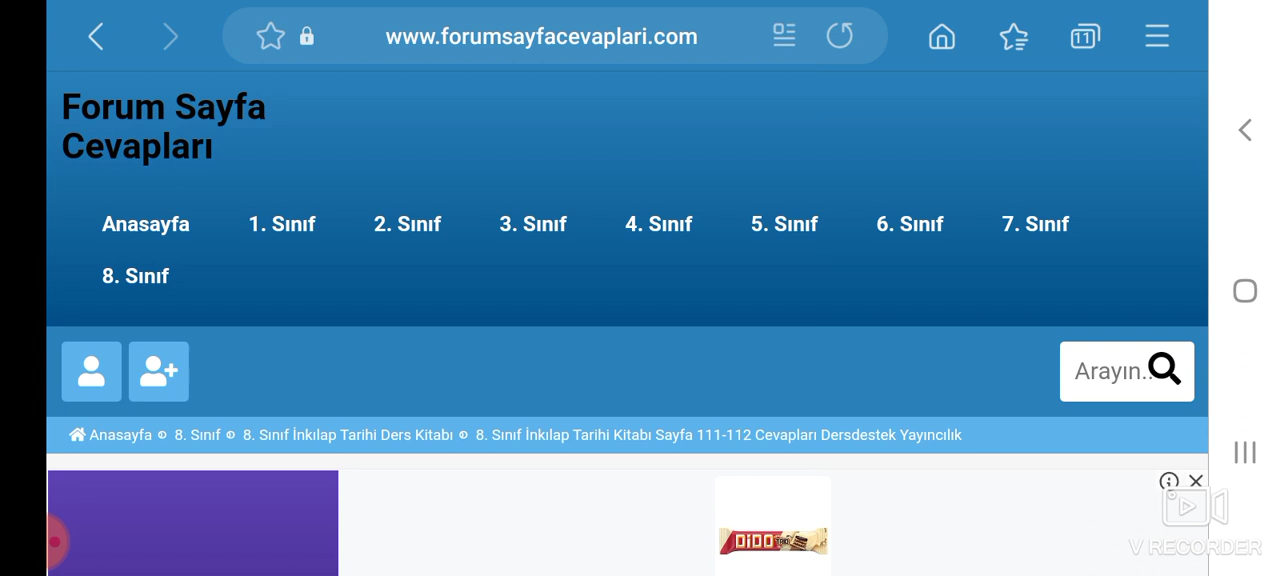 www.forumsayfacevaplari.com
11
Forum Sayfa
Cevapları
Anasayfa 1. Sınıf 2. Sınıf 3. Sınıf 4. Sınıf 5. Sınıf 6. Sınıf 7. Sınıf
8. Sınıf
Arayın..
Anasayfa 8. Sınıf 8. Sınıf İnkılap Tarihi Ders Kitabı 8. Sınıf İnkılap Tarihi Kitabı Sayfa 111-112 Cevapları Dersdestek Yayıncılık
DIDO
V RECORDER